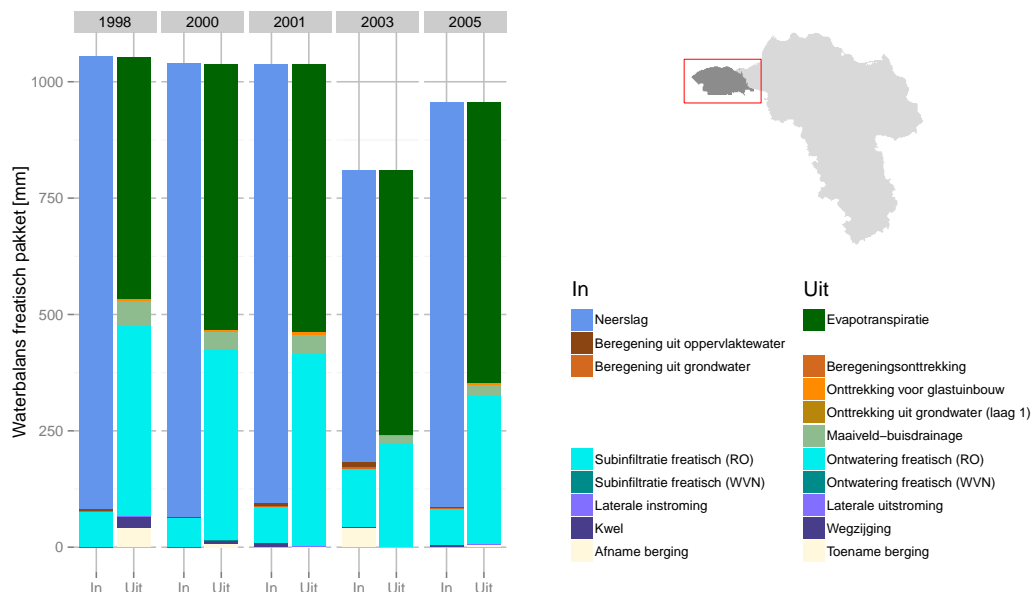 1998 2000 2001 2003 2005
Waterbalans freatisch pakket [mm]
1000
750
500
250
0
In Uit In Uit In Uit In Uit In Uit
In
Neerslag
Beregening uit oppervlaktewater
Beregening uit grondwater
Subinfiltratie freatisch (RO)
Subinfiltratie freatisch (WVN)
Laterale instroming
Kwel
Afname berging
Uit
Evapotranspiratie
Beregeningsonttrekking
Onttrekking voor glastuinbouw
Onttrekking uit grondwater (laag 1)
Maaiveld−buisdrainage
Ontwatering freatisch (RO)
Ontwatering freatisch (WVN)
Laterale uitstroming
Wegzijging
Toename berging